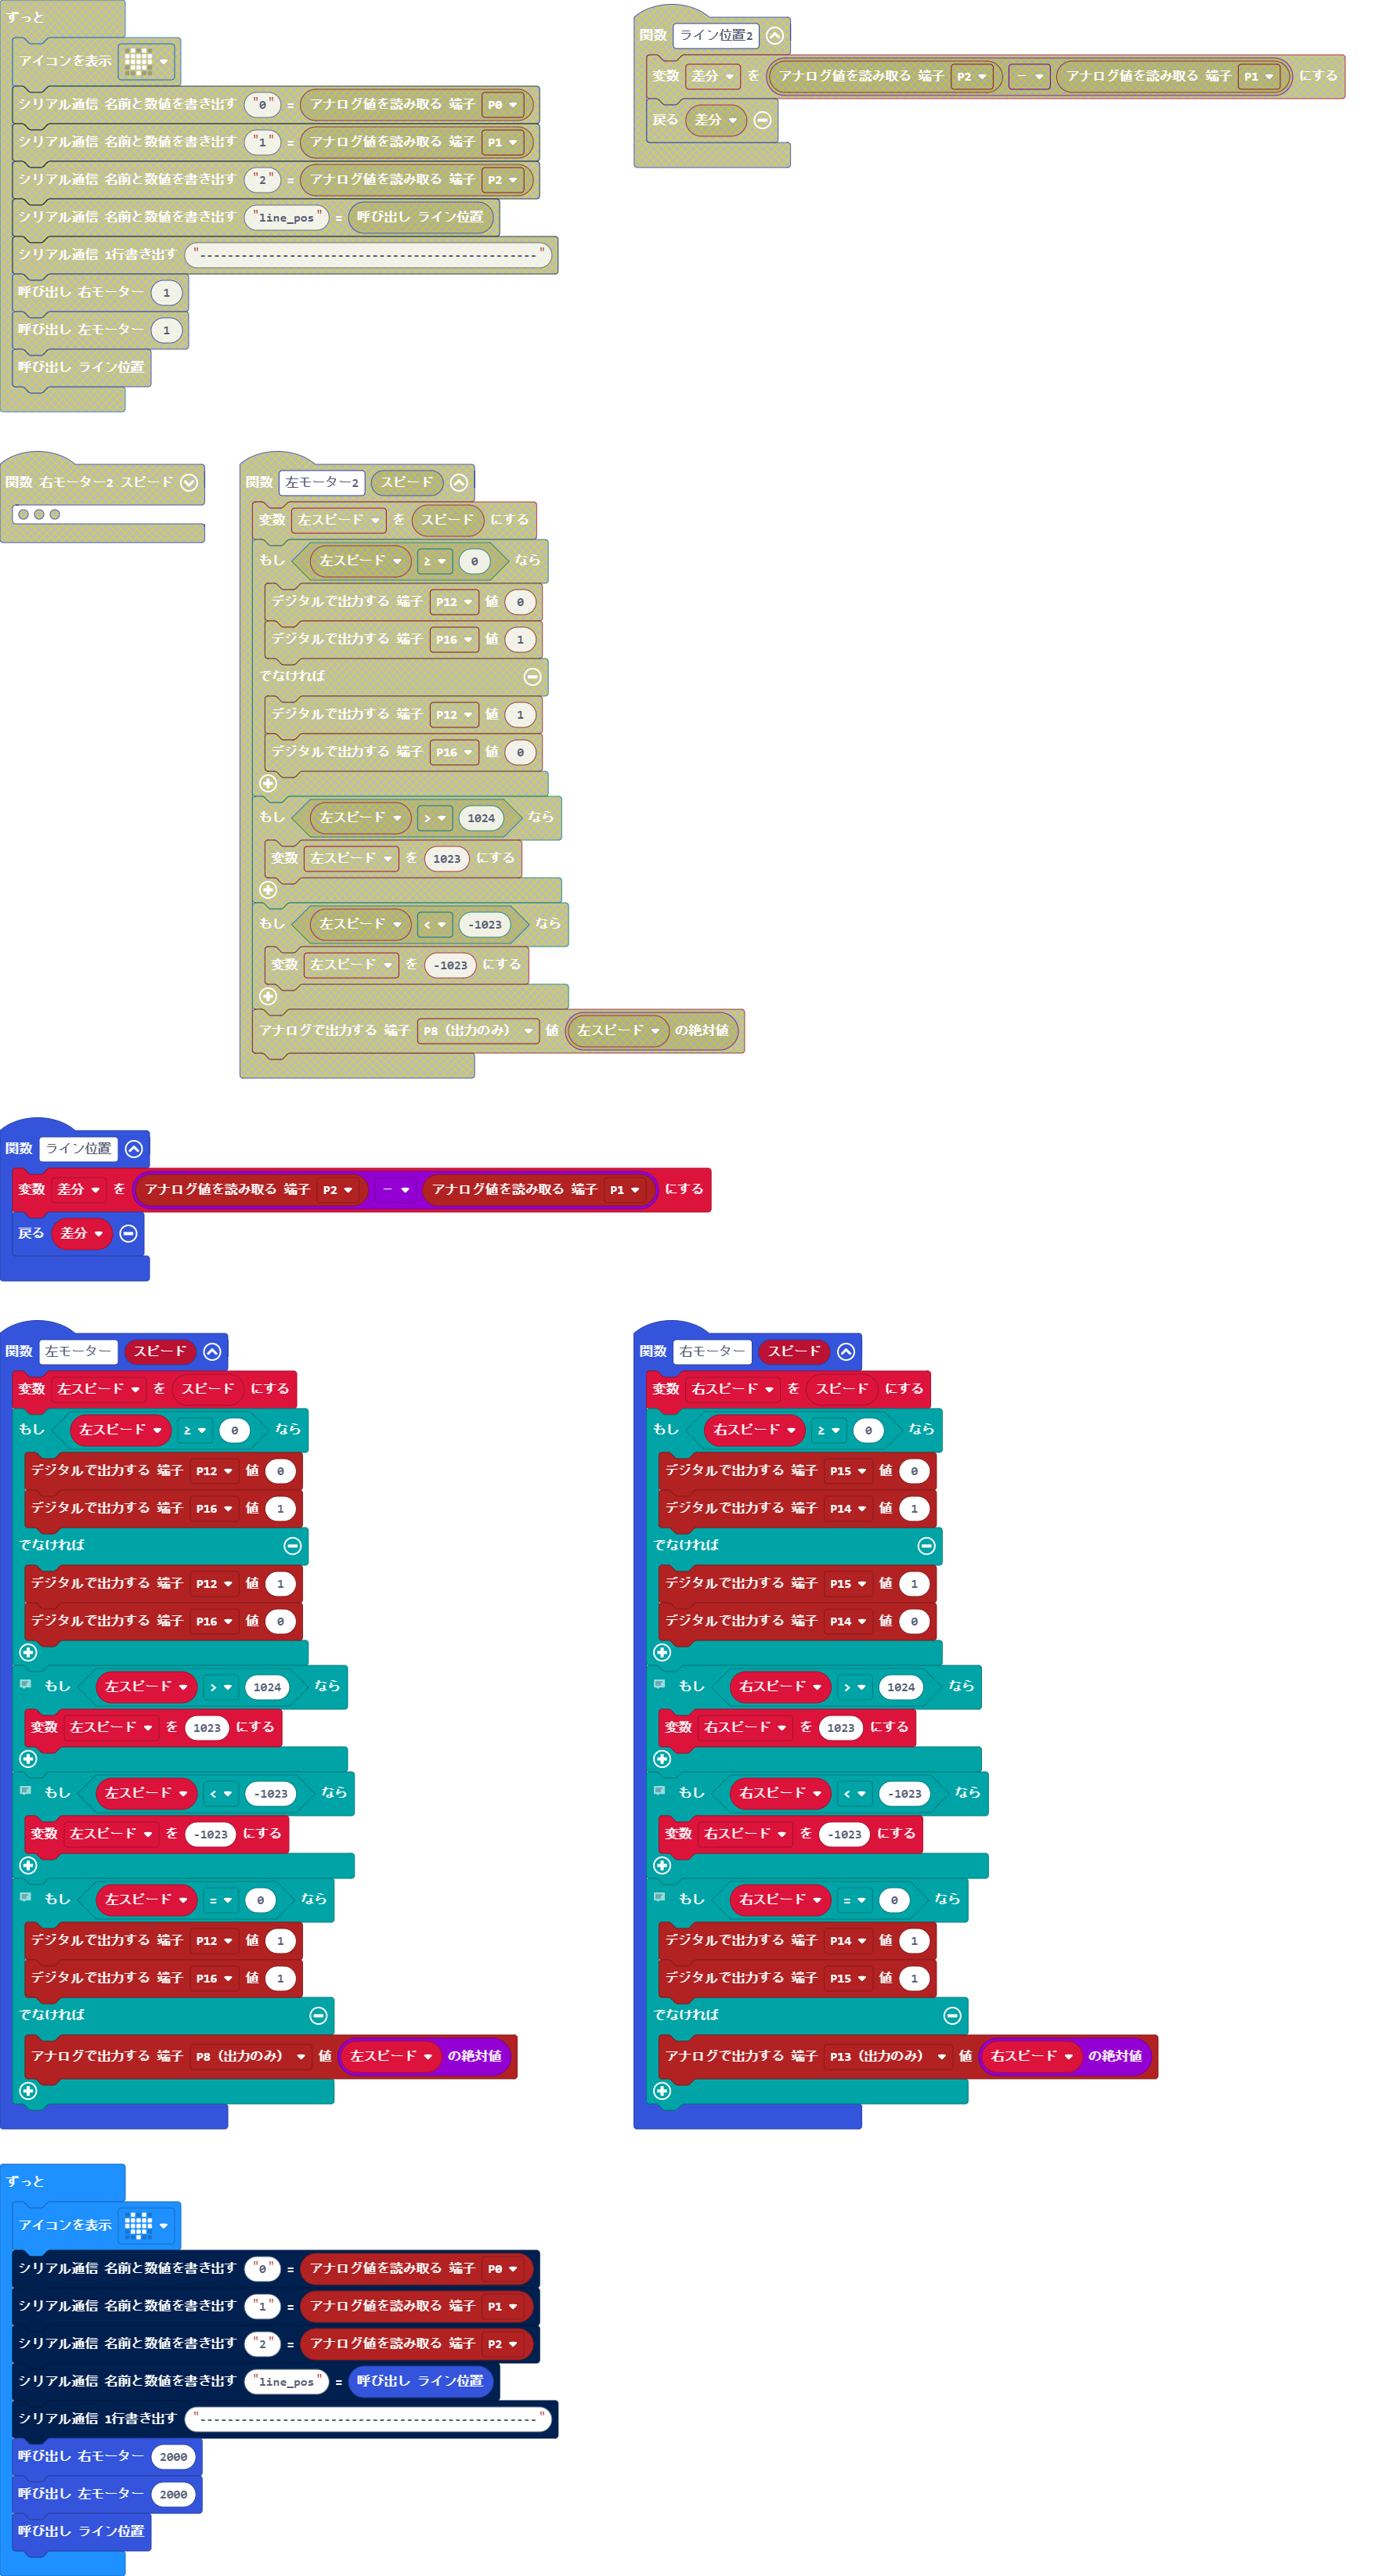 ずっと
アイコンを表示
シリアル通信 名前と数値を書き出す "0" = アナログ値を読み取る 端子 P0
シリアル通信 名前と数値を書き出す "1" = アナログ値を読み取る 端子 P1
シリアル通信 名前と数値を書き出す "2" = アナログ値を読み取る 端子 P2
シリアル通信 名前と数値を書き出す "line_pos" = 呼び出し ライン位置
シリアル通信 1行書き出す "-------------------------------------------------"
呼び出し 右モーター 1
呼び出し 左モーター 1
呼び出し ライン位置
関数 ライン位置2
変数 差分 を アナログ値を読み取る 端子 P2 - アナログ値を読み取る 端子 P1 にする
戻る 差分
関数 右モーター2 スピード
関数 左モーター2 スピード
変数 左スピード を スピード にする
もし 左スピード ≥ 0 なら
デジタルで出力する 端子 P12 値 0
デジタルで出力する 端子 P16 値 1
でなければ
デジタルで出力する 端子 P12 値 1
デジタルで出力する 端子 P16 値 0
もし 左スピード > 1024 なら
変数 左スピード を 1023 にする
もし 左スピード < -1023 なら
変数 左スピード を -1023 にする
アナログで出力する 端子 P8（出力のみ） 値 左スピード の絶対値
関数 ライン位置
変数 差分 を アナログ値を読み取る 端子 P2 - アナログ値を読み取る 端子 P1 にする
戻る 差分
関数 左モーター スピード
変数 左スピード を スピード にする
もし 左スピード ≥ 0 なら
デジタルで出力する 端子 P12 値 0
デジタルで出力する 端子 P16 値 1
でなければ
デジタルで出力する 端子 P12 値 1
デジタルで出力する 端子 P16 値 0
もし 左スピード > 1024 なら
変数 左スピード を 1023 にする
もし 左スピード < -1023 なら
変数 左スピード を -1023 にする
もし 左スピード = 0 なら
デジタルで出力する 端子 P12 値 1
デジタルで出力する 端子 P16 値 1
でなければ
アナログで出力する 端子 P8（出力のみ） 値 左スピード の絶対値
関数 右モーター スピード
変数 右スピード を スピード にする
もし 右スピード ≥ 0 なら
デジタルで出力する 端子 P15 値 0
デジタルで出力する 端子 P14 値 1
でなければ
デジタルで出力する 端子 P15 値 1
デジタルで出力する 端子 P14 値 0
もし 右スピード > 1024 なら
変数 右スピード を 1023 にする
もし 右スピード < -1023 なら
変数 右スピード を -1023 にする
もし 右スピード = 0 なら
デジタルで出力する 端子 P14 値 1
デジタルで出力する 端子 P15 値 1
でなければ
アナログで出力する 端子 P13（出力のみ） 値 右スピード の絶対値
ずっと
アイコンを表示
シリアル通信 名前と数値を書き出す "0" = アナログ値を読み取る 端子 P0
シリアル通信 名前と数値を書き出す "1" = アナログ値を読み取る 端子 P1
シリアル通信 名前と数値を書き出す "2" = アナログ値を読み取る 端子 P2
シリアル通信 名前と数値を書き出す "line_pos" = 呼び出し ライン位置
シリアル通信 1行書き出す "-------------------------------------------------"
呼び出し 右モーター 2000
呼び出し 左モーター 2000
呼び出し ライン位置